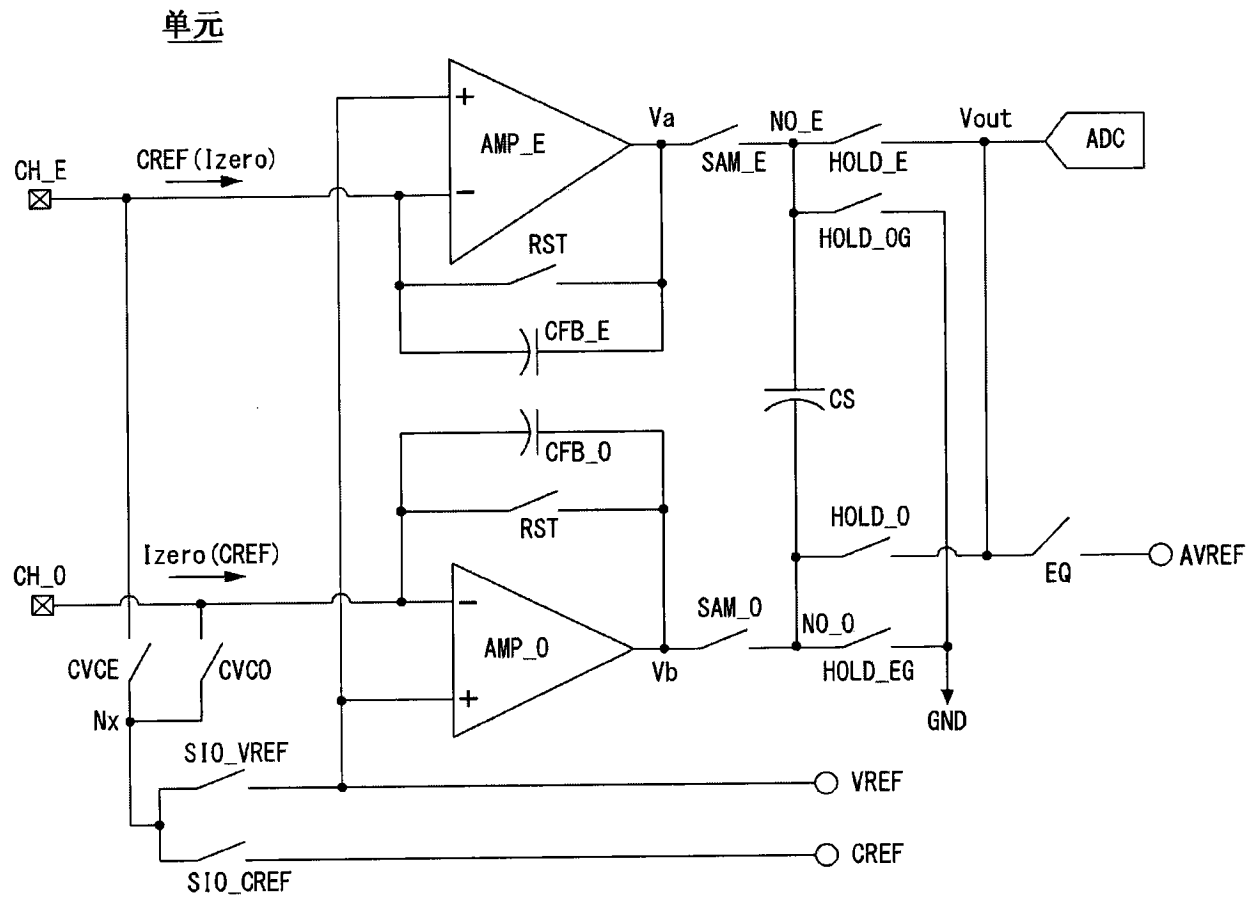 单元
CH_E
CREF(Izero)
+
AMP_E
−
Va
SAM_E
NO_E
HOLD_E
Vout
ADC
HOLD_OG
RST
CFB_E
CS
CFB_O
RST
HOLD_O
EQ
AVREF
CH_O
Izero(CREF)
−
AMP_O
+
Vb
SAM_O
NO_O
HOLD_EG
GND
CVCE
CVCO
Nx
SIO_VREF
VREF
SIO_CREF
CREF